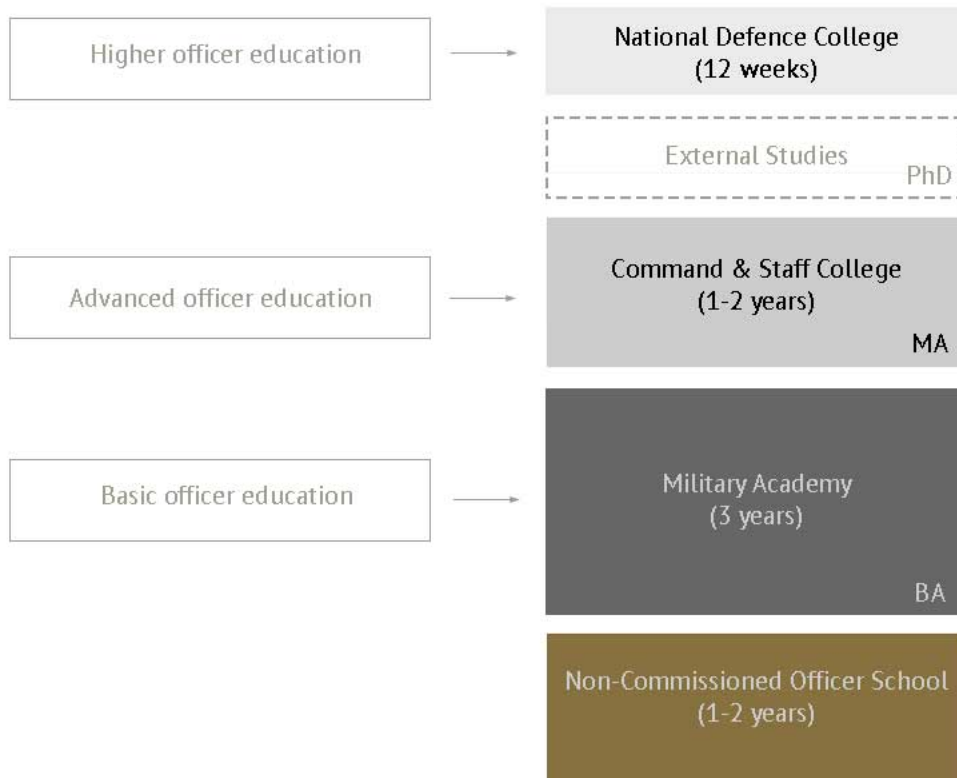 Higher officer education
National Defence College
(12 weeks)
External Studies
PhD
Advanced officer education
Command & Staff College
(1-2 years)
MA
Basic officer education
Military Academy
(3 years)
BA
Non-Commissioned Officer School
(1-2 years)